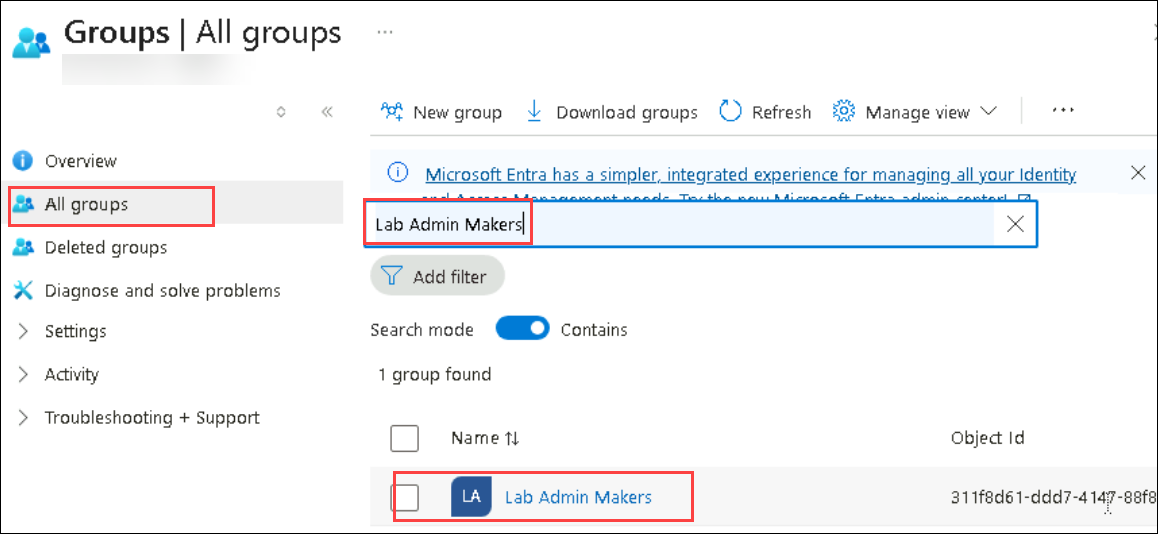 Groups | All groups
...
New group
Download groups
Refresh
Manage view
...
Overview
All groups
Deleted groups
Diagnose and solve problems
Settings
Activity
Troubleshooting + Support
Microsoft Entra has a simpler, integrated experience for managing all your Identity
and Access Management needs. Try the new Microsoft Entra admin center!
Lab Admin Makers
Add filter
Search mode
Contains
1 group found
Name
Object Id
LA
Lab Admin Makers
311f8d61-ddd7-4147-88f8